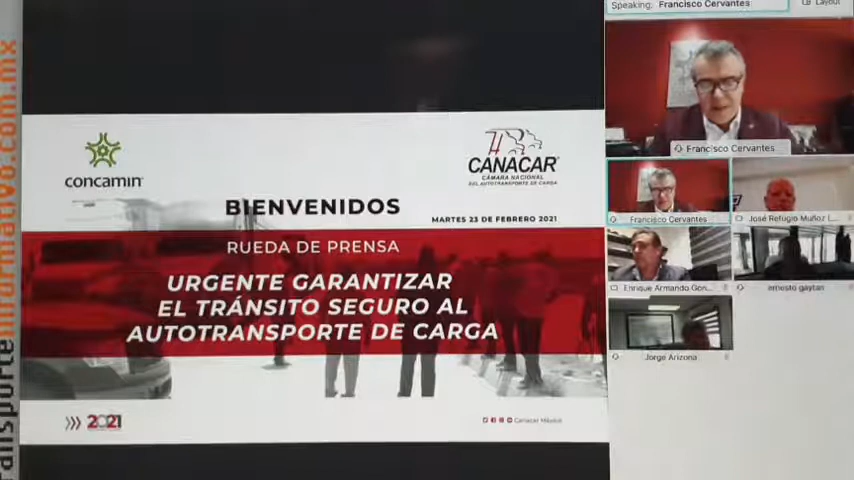 Speaking: Francisco Cervantes
Layout
transporteinformativo.com.mx
concamin
CANACAR
CÁMARA NACIONAL
DEL AUTOTRANSPORTE DE CARGA
BIENVENIDOS
MARTES 23 DE FEBRERO 2021
RUEDA DE PRENSA
URGENTE GARANTIZAR
EL TRÁNSITO SEGURO AL
AUTOTRANSPORTE DE CARGA
2021
Canacar México
Francisco Cervantes
Francisco Cervantes
José Refugio Muñoz L...
Enrique Armando Gon...
ernesto gaytan
Jorge Arizona